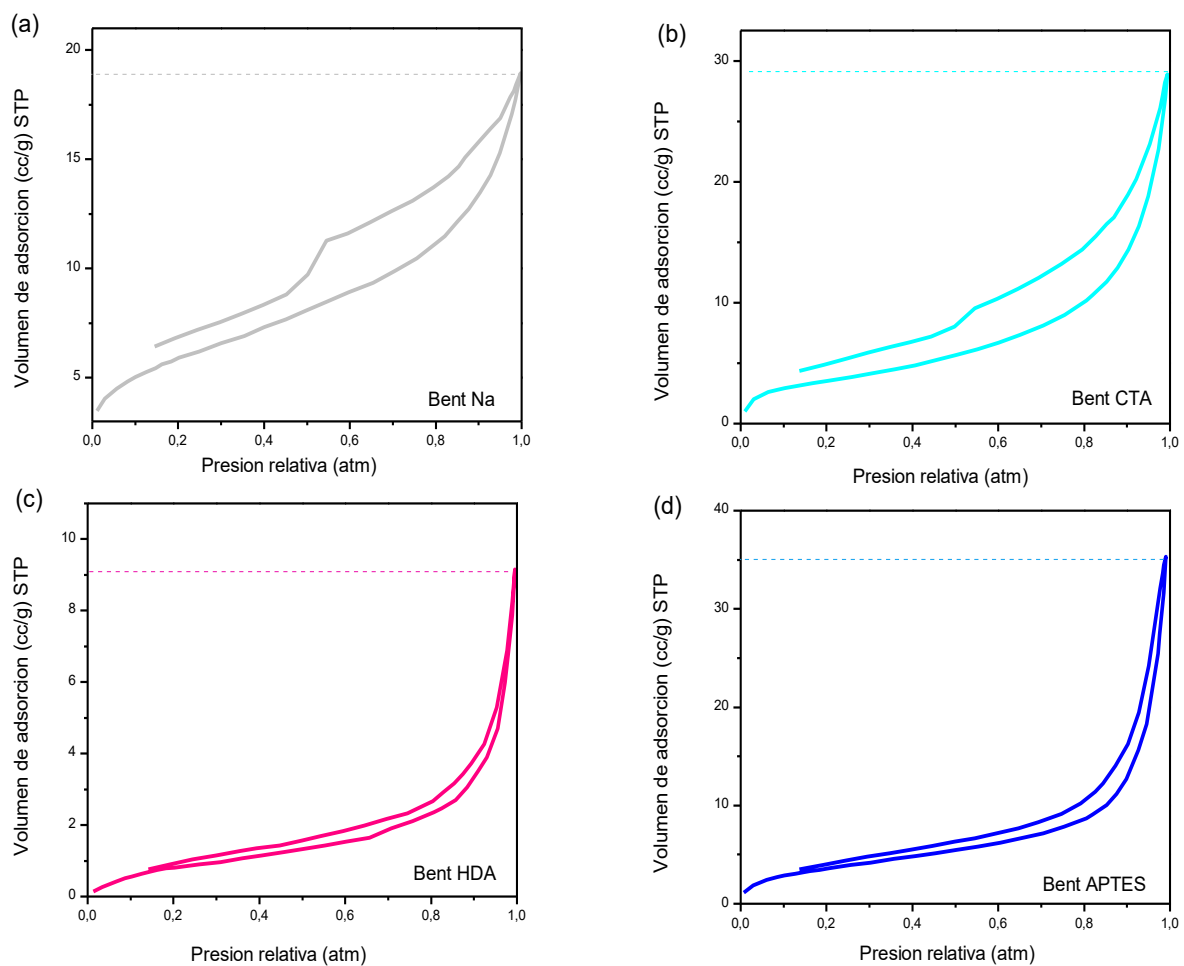 (a)
Volumen de adsorcion (cc/g) STP
20
15
10
5
0,0 0,2 0,4 0,6 0,8 1,0
Presion relativa (atm)
Bent Na
(b)
Volumen de adsorcion (cc/g) STP
30
20
10
0
0,0 0,2 0,4 0,6 0,8 1,0
Presion relativa (atm)
Bent CTA
(c)
Volumen de adsorcion (cc/g) STP
10
8
6
4
2
0
0,0 0,2 0,4 0,6 0,8 1,0
Presion relativa (atm)
Bent HDA
(d)
Volumen de adsorcion (cc/g) STP
40
30
20
10
0
0,0 0,2 0,4 0,6 0,8 1,0
Presion relativa (atm)
Bent APTES